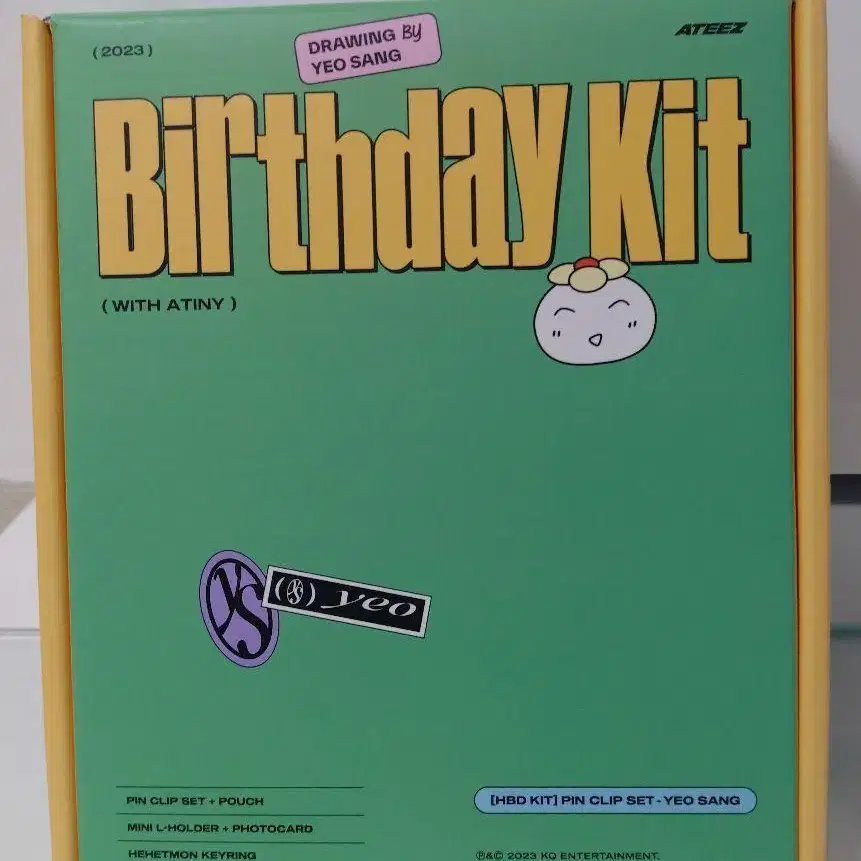 (2023)
DRAWING By
YEO SANG
ATEEZ
Birthday Kit
(WITH ATINY)
YS
(YS) yeo
PIN CLIP SET + POUCH
MINI L-HOLDER + PHOTOCARD
HEHETMON KEYRING
[HBD KIT] PIN CLIP SET - YEO SANG
℗&© 2023 KQ ENTERTAINMENT.